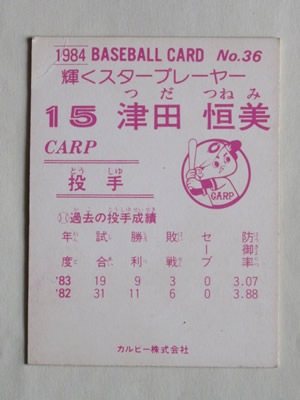 1984 BASEBALL CARD No.36
輝くスタープレーヤー
つだ つねみ
15 津田 恒美
CARP
CARP
とうしゅ
投手
①過去の投手成績
年度 試合 勝利 敗戦 セーブ 防御率
'83 19 9 3 0 3.07
'82 31 11 6 0 3.88
カルビー株式会社